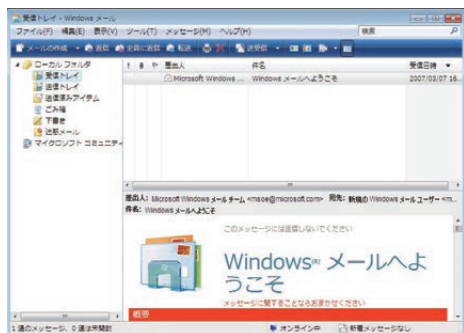 受信トレイ - Windows メール
ファイル(F) 編集(E) 表示(V) ツール(T) メッセージ(M) ヘルプ(H)
検索
メールの作成 返信 全員に返信 転送 送受信
ローカル フォルダ
受信トレイ
送信トレイ
送信済みアイテム
ごみ箱
下書き
迷惑メール
マイクロソフト コミュニティ
差出人 件名 受信日時
Microsoft Windows ... Windows メールへようこそ 2007/03/07 16...
差出人: Microsoft Windows メール チーム <msoe@microsoft.com> 宛先: 新規の Windows メール ユーザー <m...
件名: Windows メールへようこそ
このメッセージには返信しないでください
Windows® メールへよ
うこそ
メッセージに関することならおまかせください
概要
1 通のメッセージ、0 通は未開封 オンライン中 新着メッセージなし